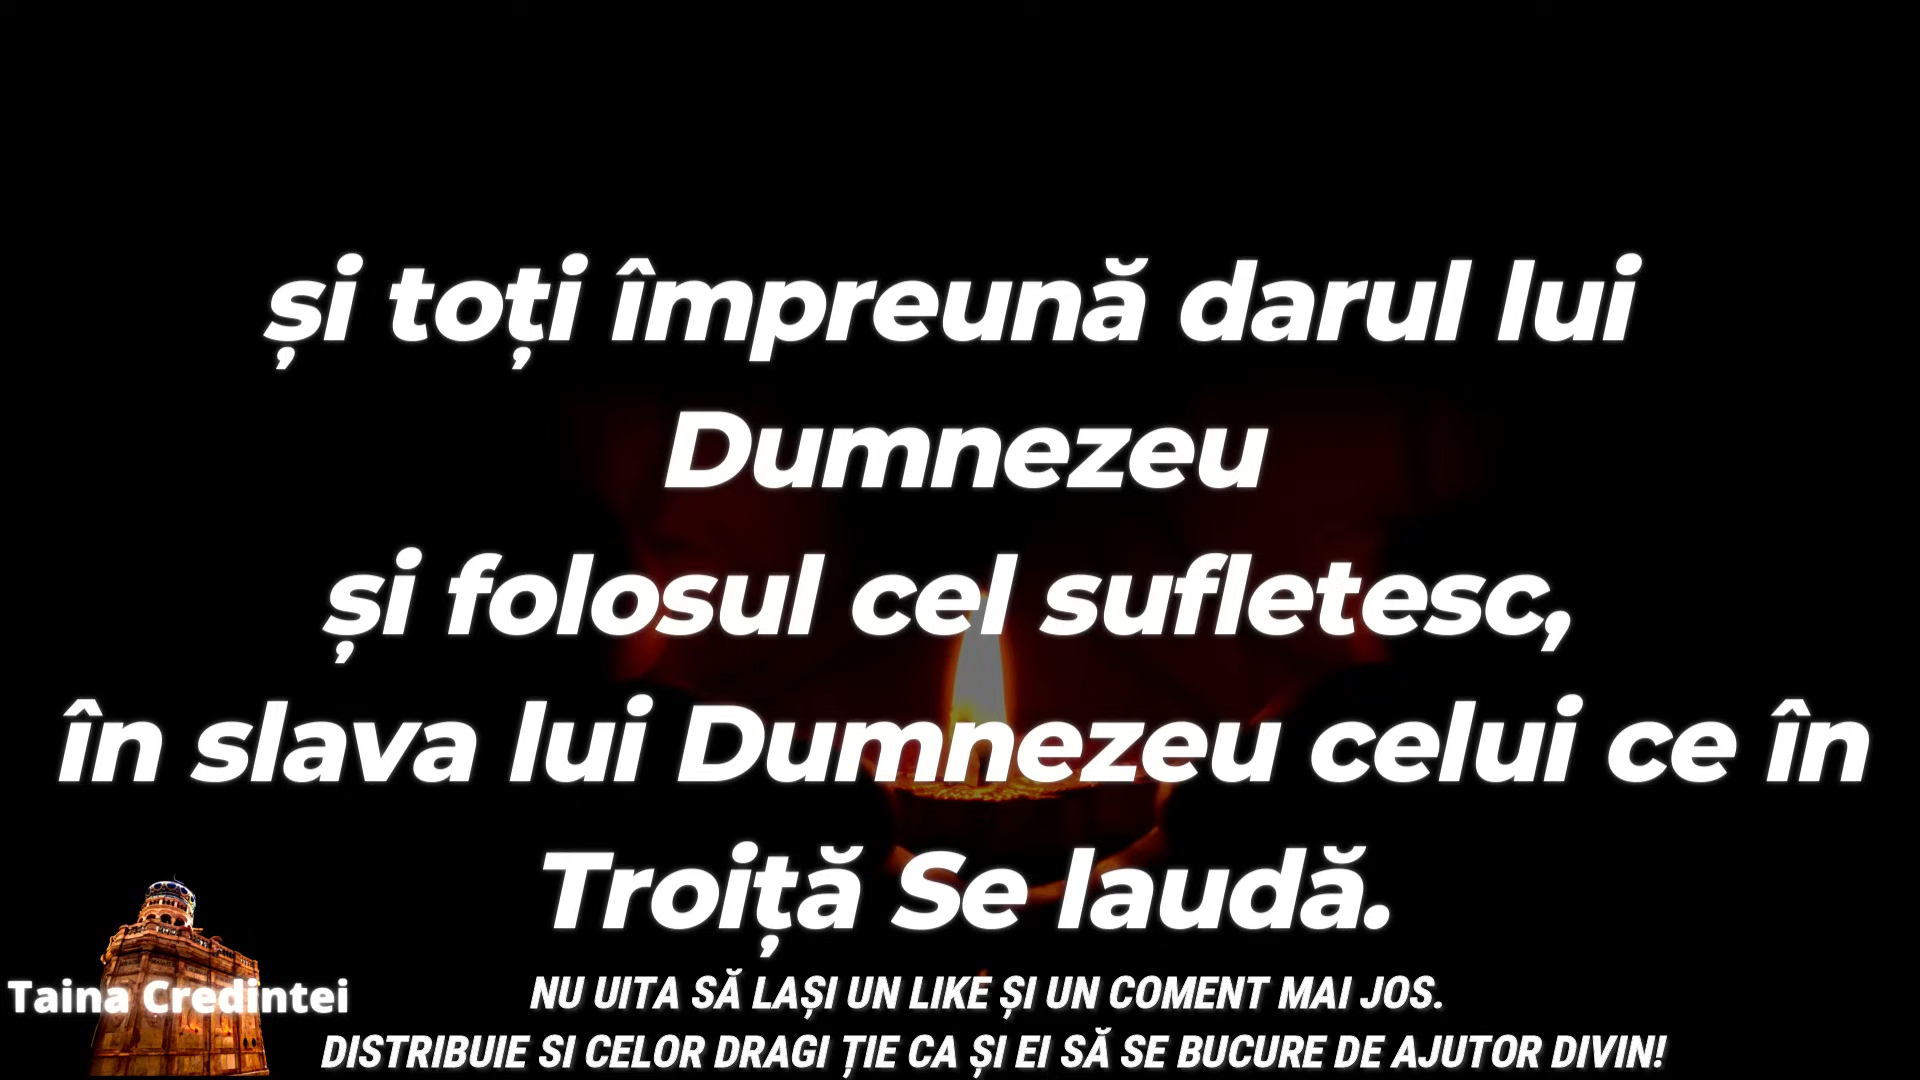 și toți împreună darul lui
Dumnezeu
și folosul cel sufletesc,
în slava lui Dumnezeu celui ce în
Troiță Se laudă.
Taina Credintei
NU UITA SĂ LAȘI UN LIKE ȘI UN COMENT MAI JOS.
DISTRIBUIE SI CELOR DRAGI ȚIE CA ȘI EI SĂ SE BUCURE DE AJUTOR DIVIN!